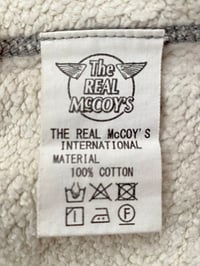 The
REAL
McCOY'S
THE REAL McCOY'S
INTERNATIONAL
MATERIAL
100% COTTON
F